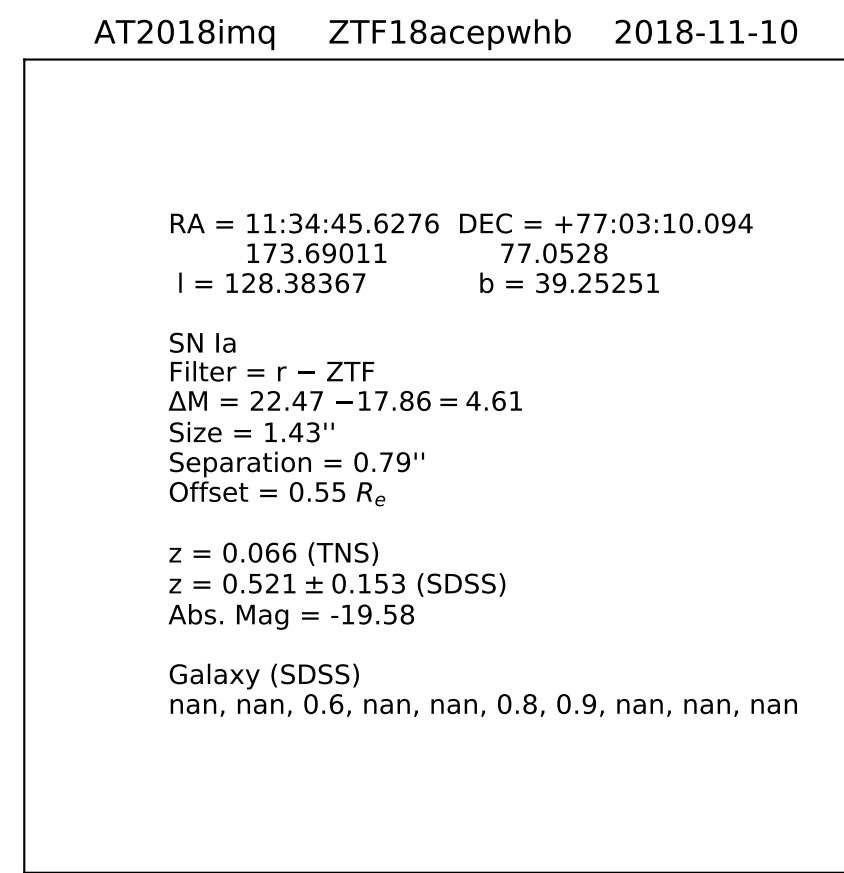 AT2018imq ZTF18acepwhb 2018-11-10
RA = 11:34:45.6276 DEC = +77:03:10.094
173.69011 77.0528
l = 128.38367 b = 39.25251
SN Ia
Filter = r − ZTF
ΔM = 22.47 −17.86 = 4.61
Size = 1.43''
Separation = 0.79''
Offset = 0.55 Rₑ
z = 0.066 (TNS)
z = 0.521 ± 0.153 (SDSS)
Abs. Mag = -19.58
Galaxy (SDSS)
nan, nan, 0.6, nan, nan, 0.8, 0.9, nan, nan, nan